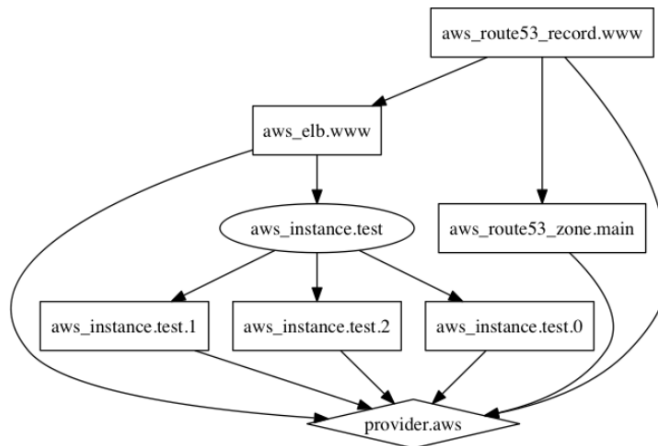 aws_route53_record.www
aws_elb.www
aws_instance.test
aws_route53_zone.main
aws_instance.test.1
aws_instance.test.2
aws_instance.test.0
provider.aws